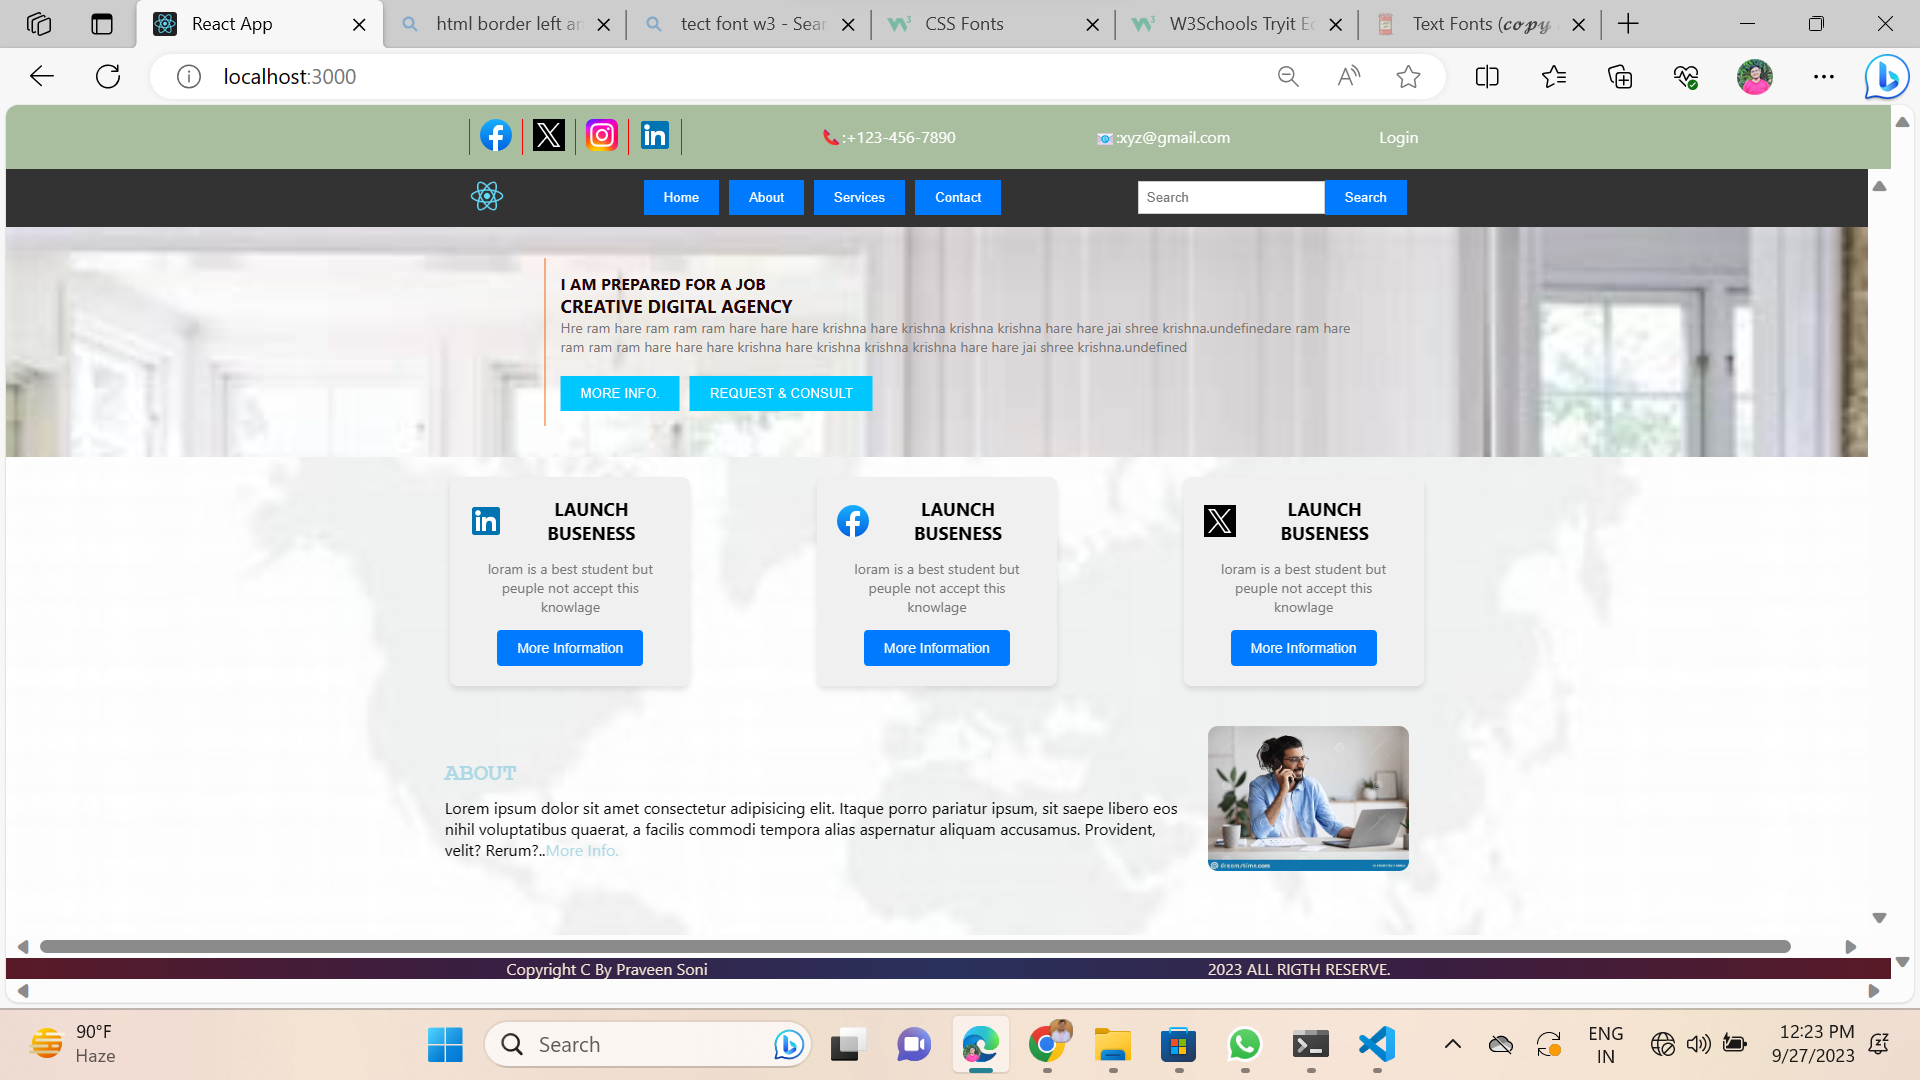 React App
html border left an
tect font w3 - Sear
CSS Fonts
W3Schools Tryit Ec
Text Fonts (𝓬𝓸𝓹𝔂
localhost:3000
:+123-456-7890
:xyz@gmail.com
Login
Home
About
Services
Contact
Search
Search
I AM PREPARED FOR A JOB
CREATIVE DIGITAL AGENCY
Hre ram hare ram ram ram hare hare hare krishna hare krishna krishna krishna hare hare jai shree krishna.undefinedare ram hare
ram ram ram hare hare hare krishna hare krishna krishna krishna hare hare jai shree krishna.undefined
MORE INFO.
REQUEST & CONSULT
LAUNCH
BUSENESS
loram is a best student but
peuple not accept this
knowlage
More Information
LAUNCH
BUSENESS
loram is a best student but
peuple not accept this
knowlage
More Information
LAUNCH
BUSENESS
loram is a best student but
peuple not accept this
knowlage
More Information
ABOUT
Lorem ipsum dolor sit amet consectetur adipisicing elit. Itaque porro pariatur ipsum, sit saepe libero eos
nihil voluptatibus quaerat, a facilis commodi tempora alias aspernatur aliquam accusamus. Provident,
velit? Rerum?..More Info.
dreamstime.com
Copyright C By Praveen Soni
2023 ALL RIGTH RESERVE.
90°F
Haze
Search
ENG
IN
12:23 PM
9/27/2023